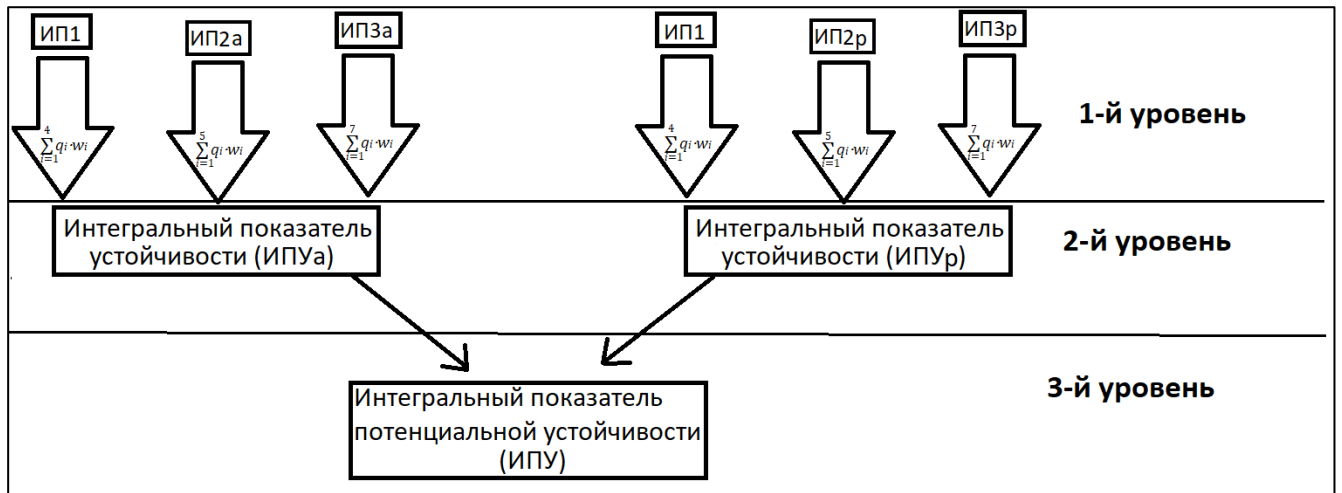 ИП1 ИП2а ИП3а ИП1 ИП2р ИП3р
4 5 7 4 5 7
∑qi·wi ∑qi·wi ∑qi·wi ∑qi·wi ∑qi·wi ∑qi·wi
i=1 i=1 i=1 i=1 i=1 i=1
1-й уровень
Интегральный показатель
устойчивости (ИПУа)
Интегральный показатель
устойчивости (ИПУр)
2-й уровень
Интегральный показатель
потенциальной устойчивости
(ИПУ)
3-й уровень